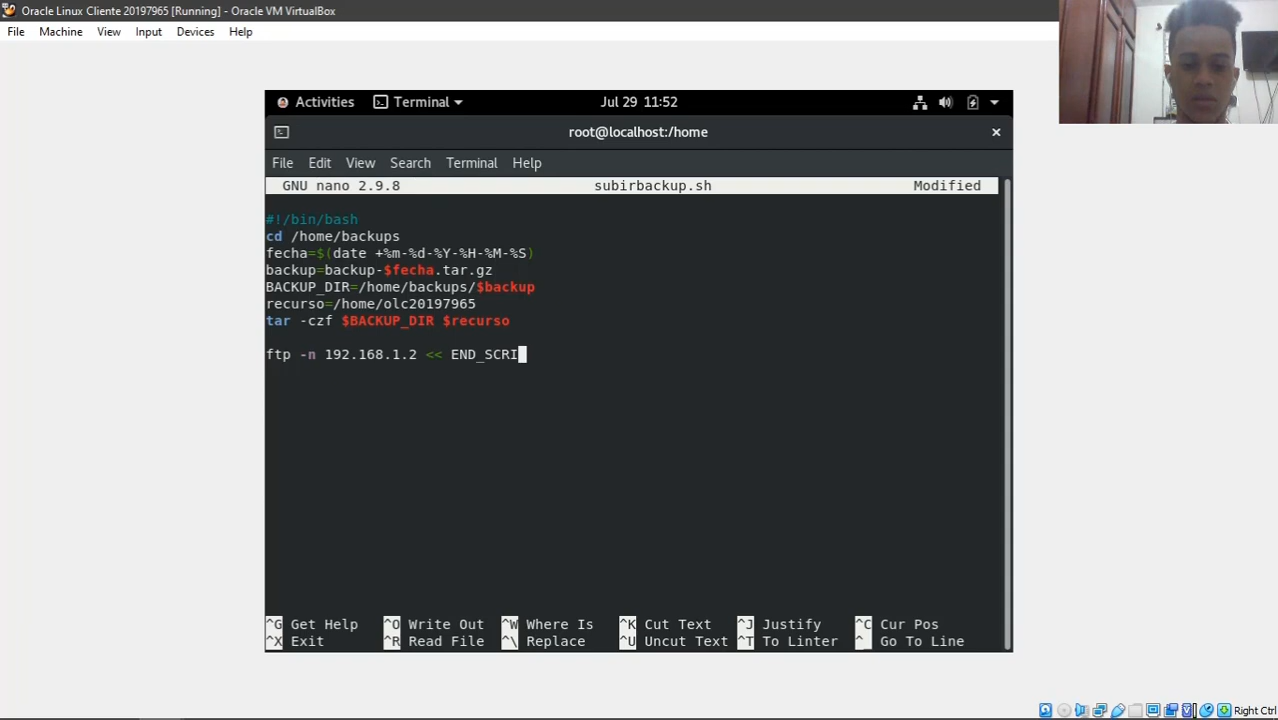 Oracle Linux Cliente 20197965 [Running] - Oracle VM VirtualBox
File Machine View Input Devices Help
Activities Terminal Jul 29 11:52
root@localhost:/home
File Edit View Search Terminal Help
GNU nano 2.9.8 subirbackup.sh Modified
#!/bin/bash
cd /home/backups
fecha=$(date +%m-%d-%Y-%H-%M-%S)
backup=backup-$fecha.tar.gz
BACKUP_DIR=/home/backups/$backup
recurso=/home/olc20197965
tar -czf $BACKUP_DIR $recurso
ftp -n 192.168.1.2 << END_SCRI
^G Get Help ^O Write Out ^W Where Is ^K Cut Text ^J Justify ^C Cur Pos
^X Exit ^R Read File ^\ Replace ^U Uncut Text ^T To Linter ^_ Go To Line
Right Ctrl